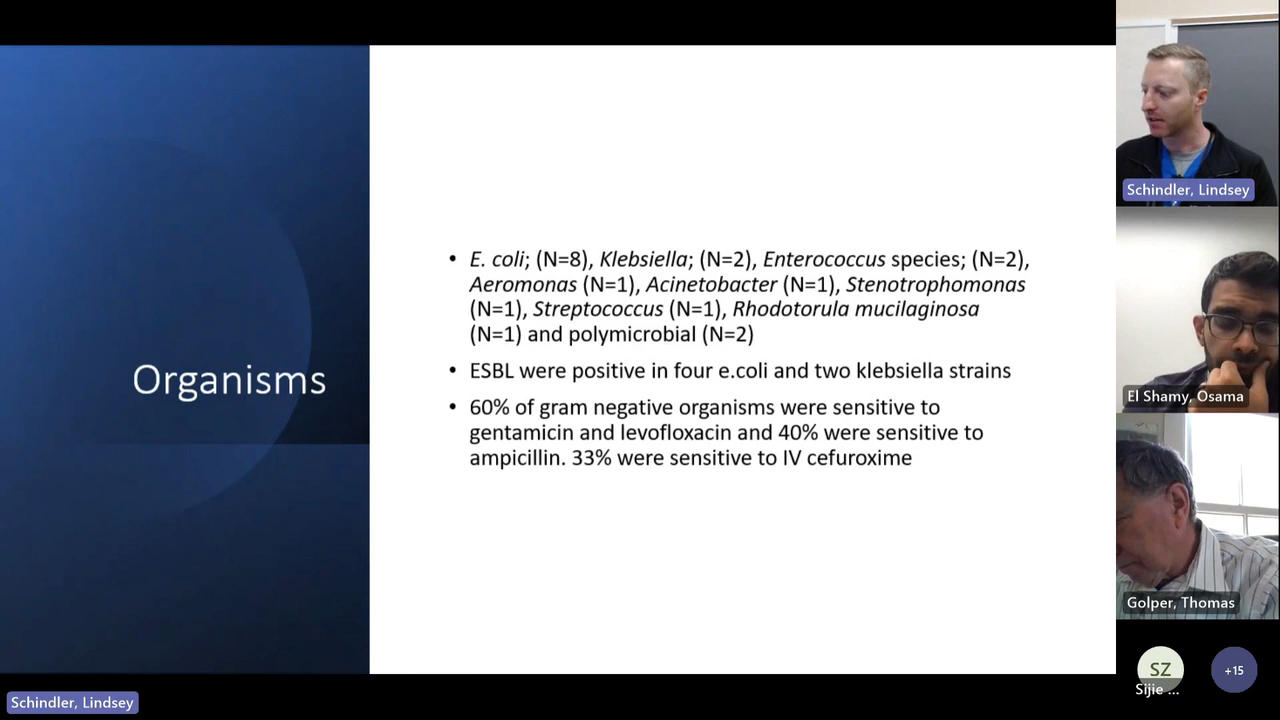 Organisms
• E. coli; (N=8), Klebsiella; (N=2), Enterococcus species; (N=2),
Aeromonas (N=1), Acinetobacter (N=1), Stenotrophomonas
(N=1), Streptococcus (N=1), Rhodotorula mucilaginosa
(N=1) and polymicrobial (N=2)
• ESBL were positive in four e.coli and two klebsiella strains
• 60% of gram negative organisms were sensitive to
gentamicin and levofloxacin and 40% were sensitive to
ampicillin. 33% were sensitive to IV cefuroxime
Schindler, Lindsey
El Shamy, Osama
Golper, Thomas
SZ
Sijie ...
+15
Schindler, Lindsey